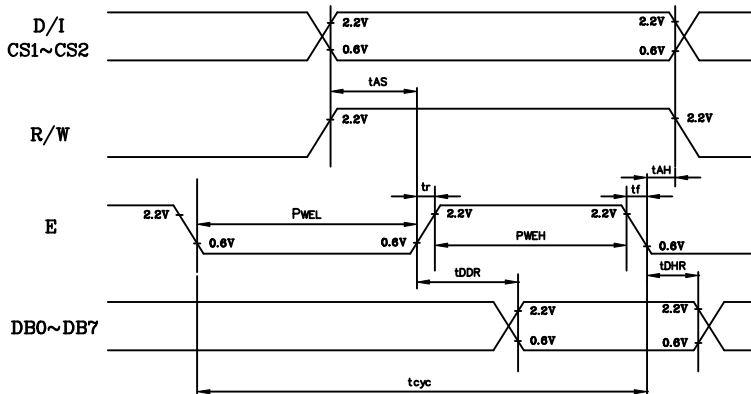 D/I
CS1~CS2
2.2V
0.6V
2.2V
0.6V
tAS
R/W
2.2V
2.2V
tAH
tr
tf
E
2.2V
PWEL
2.2V
2.2V
0.6V
0.6V
PWEH
0.6V
tDDR
tDHR
DB0~DB7
2.2V
2.2V
0.6V
0.6V
tcyc